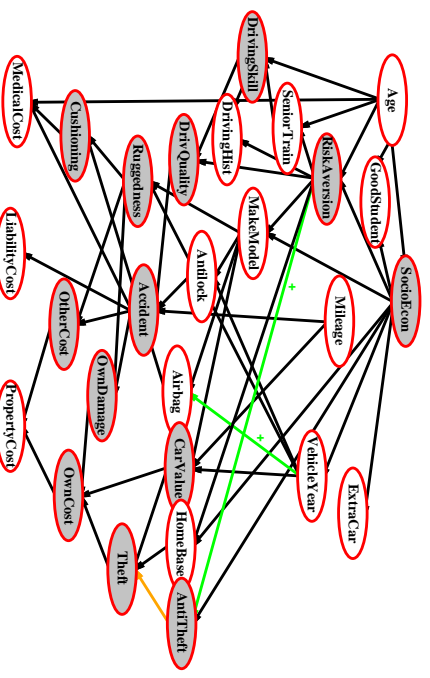 SocioEcon
Age
GoodStudent
ExtraCar
Mileage
VehicleYear
RiskAversion
SeniorTrain
DrivingSkill
MakeModel
DrivingHist
+
+
Antilock
DrivQuality
Airbag
CarValue
HomeBase
AntiTheft
Ruggedness
Accident
Theft
OwnDamage
Cushioning
OtherCost
OwnCost
MedicalCost
LiabilityCost
PropertyCost